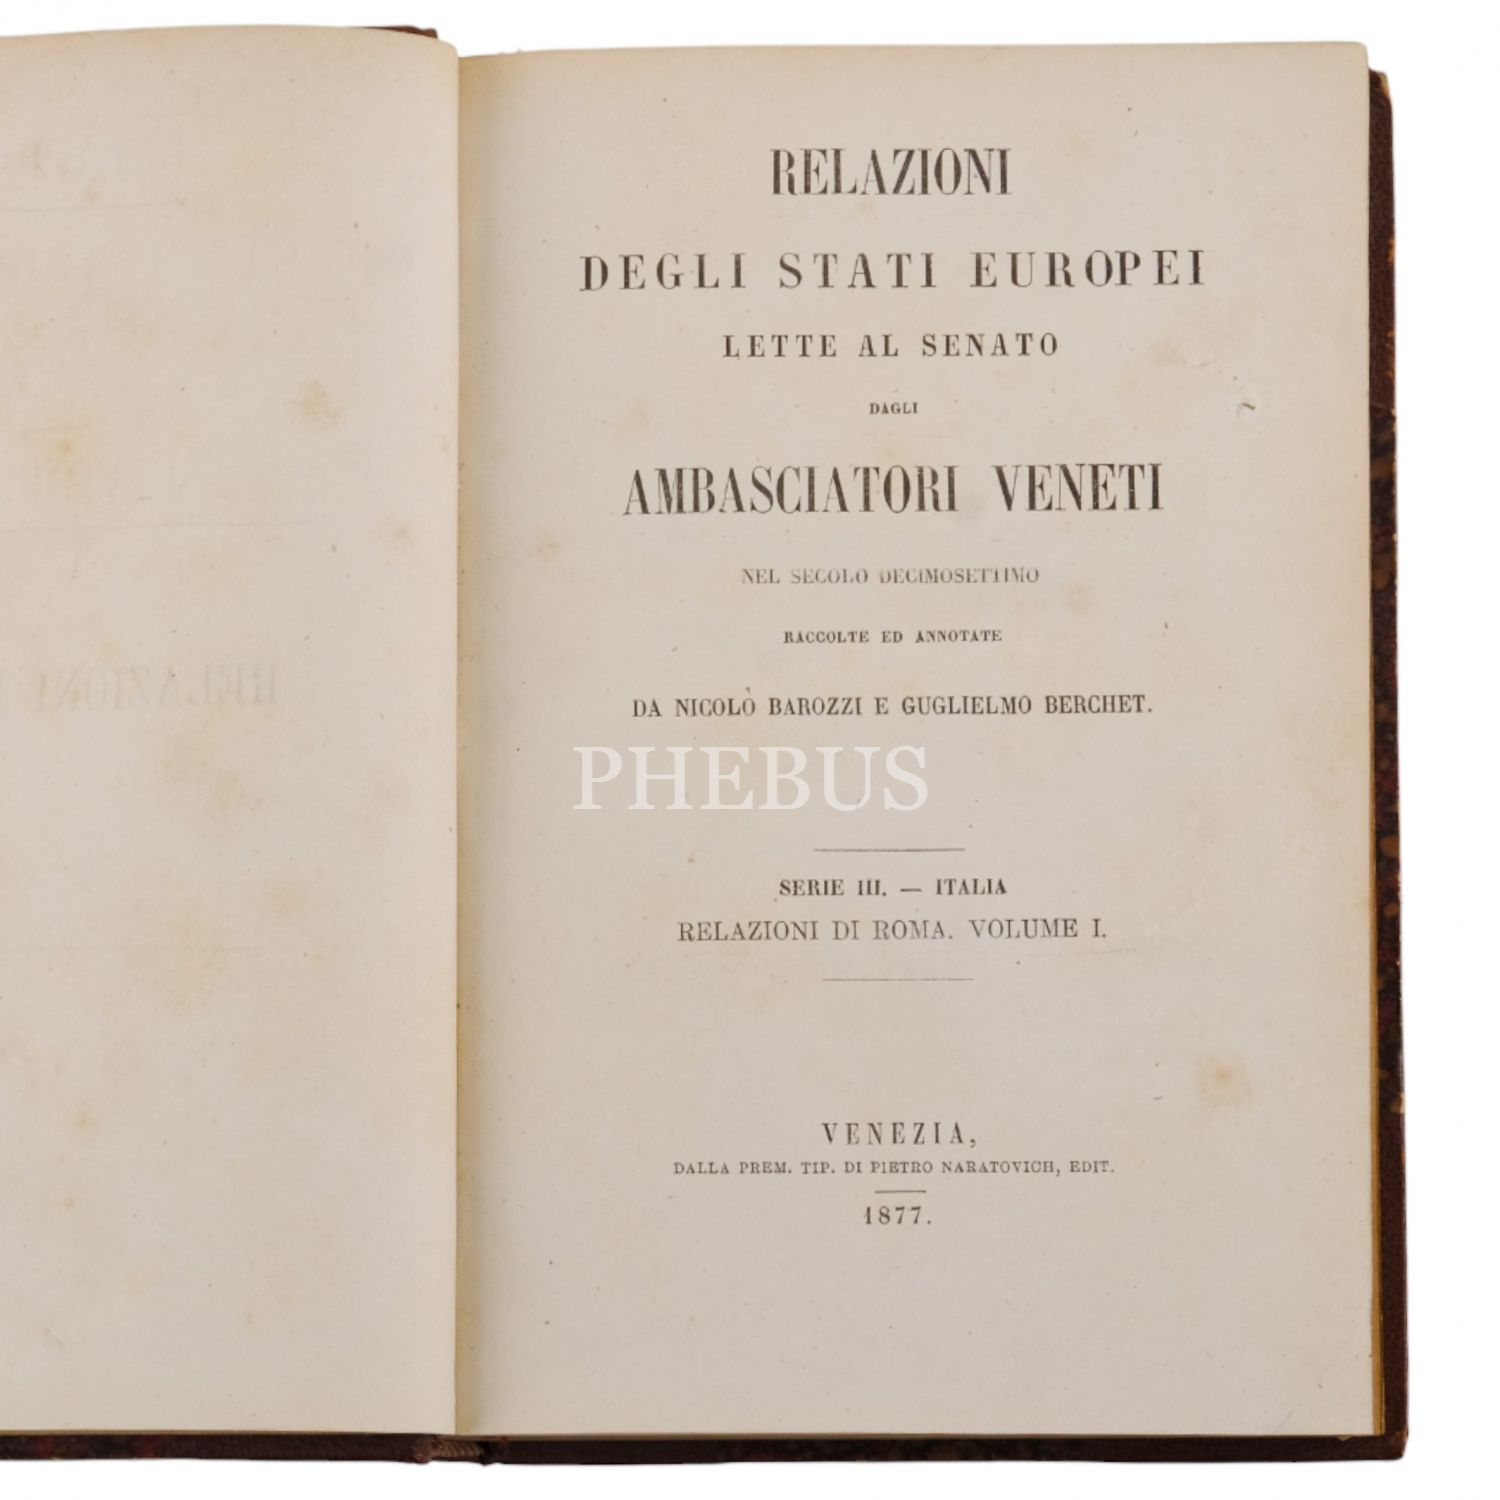 RELAZIONI
DEGLI STATI EUROPEI
LETTE AL SENATO
DAGLI
AMBASCIATORI VENETI
NEL SECOLO DECIMOSETTIMO
RACCOLTE ED ANNOTATE
DA NICOLÒ BAROZZI E GUGLIELMO BERCHET.
PHEBUS
SERIE III. — ITALIA
RELAZIONI DI ROMA. VOLUME I.
VENEZIA,
DALLA PREM. TIP. DI PIETRO NARATOVICH, EDIT.
1877.
RELAZIONI